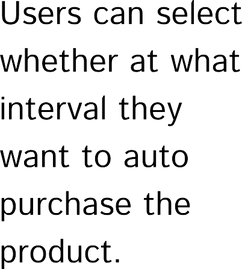 Users can select
whether at what
interval they
want to auto
purchase the
product.